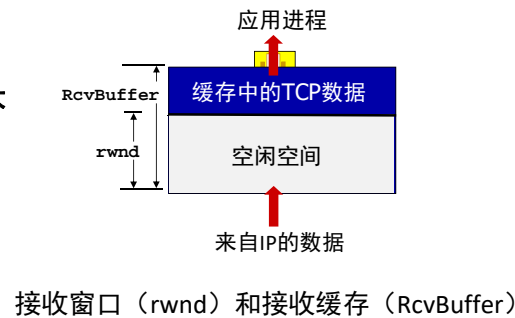 应用进程
RcvBuffer
缓存中的TCP数据
rwnd
空闲空间
来自IP的数据
接收窗口（rwnd）和接收缓存（RcvBuffer）